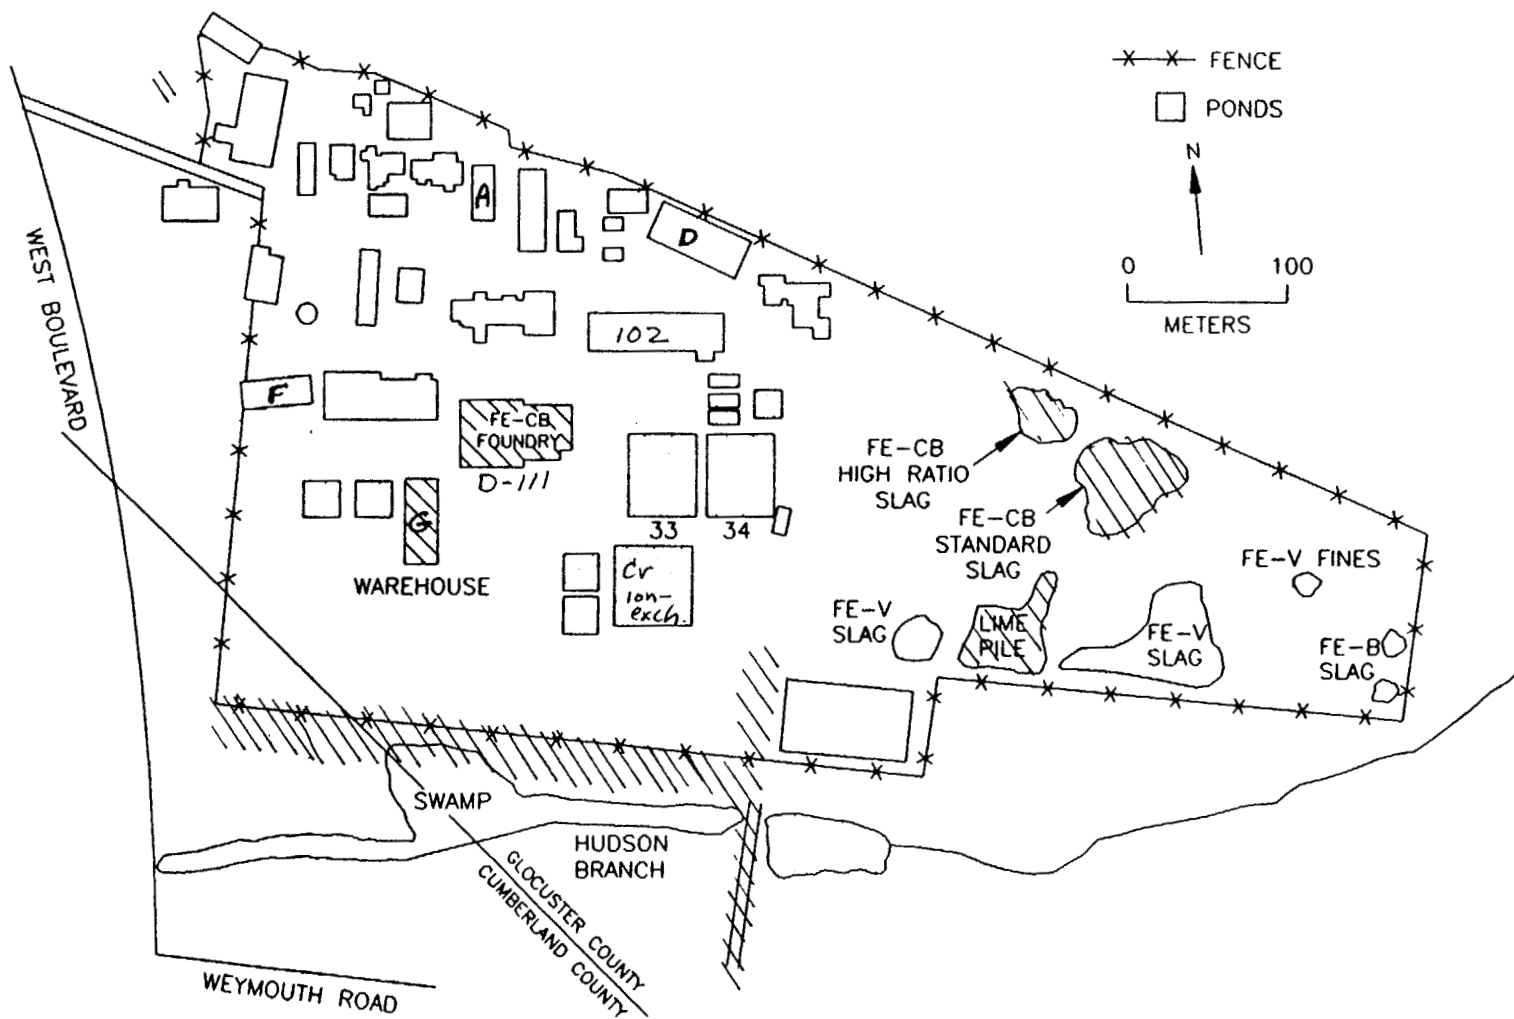 FENCE
PONDS
N
0 100
METERS
A
D
102
F
FE-CB
FOUNDRY
D-111
G
WAREHOUSE
33 34
Cr
ion-
exch.
WEST BOULEVARD
FE-CB
HIGH RATIO
SLAG
FE-CB
STANDARD
SLAG
FE-V FINES
FE-V
SLAG
LIME
PILE
FE-V
SLAG
FE-B
SLAG
SWAMP
HUDSON
BRANCH
GLOCUSTER COUNTY
CUMBERLAND COUNTY
WEYMOUTH ROAD